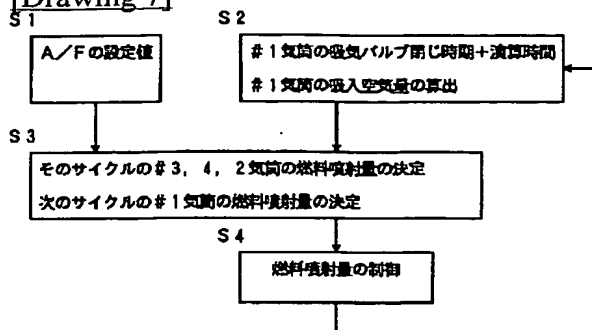 [Drawing 7]
S1
S2
A／Fの設定値
＃1気筒の吸気バルブ閉じ時期＋演算時間
＃1気筒の吸入空気量の算出
S3
そのサイクルの＃3，4，2気筒の燃料噴射量の決定
次のサイクルの＃1気筒の燃料噴射量の決定
S4
燃料噴射量の制御